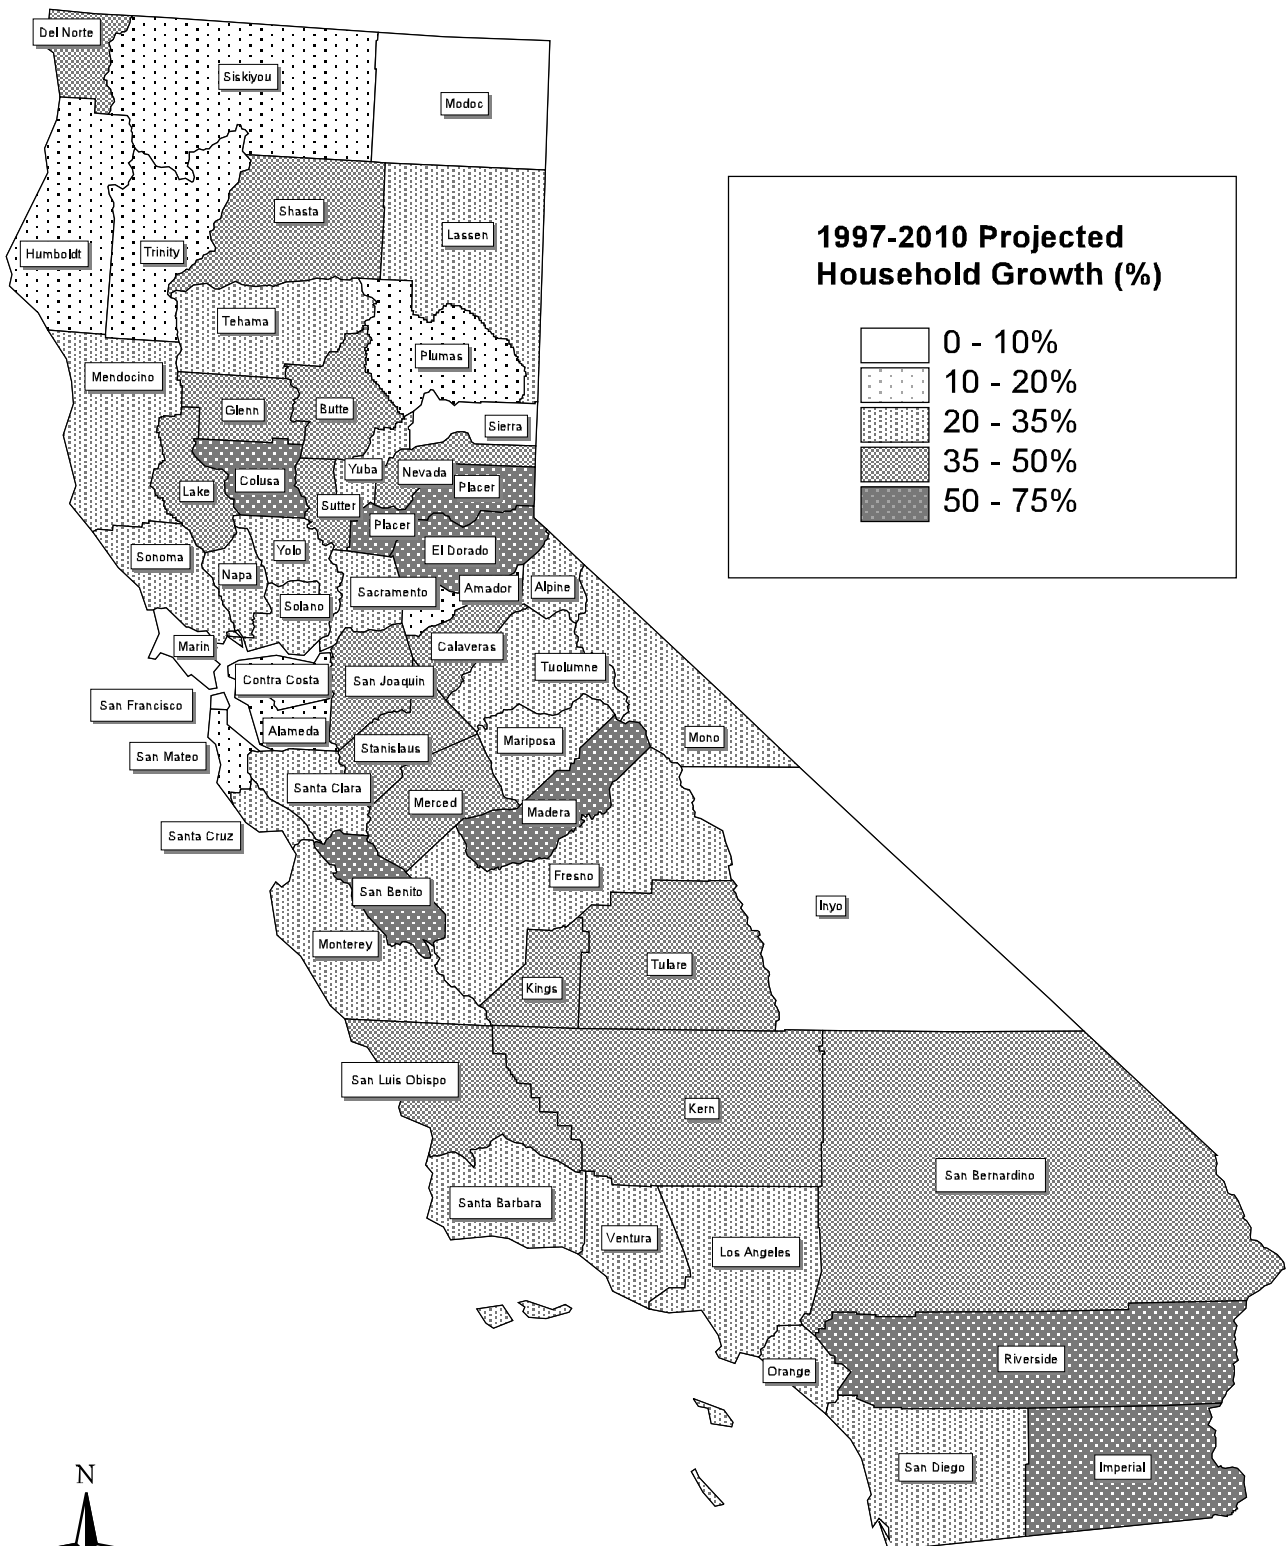 Del Norte
Siskiyou
Modoc
Shasta
Lassen
Humboldt
Trinity
1997-2010 Projected
Household Growth (%)
0 - 10%
10 - 20%
20 - 35%
35 - 50%
50 - 75%
Tehama
Plumas
Mendocino
Glenn
Butte
Sierra
Yuba
Nevada
Colusa
Placer
Lake
Sutter
Placer
Yolo
El Dorado
Sonoma
Napa
Sacramento
Amador
Alpine
Solano
Marin
Calaveras
Tuolumne
Contra Costa
San Joaquin
San Francisco
Alameda
Stanislaus
Mariposa
Mono
San Mateo
Santa Clara
Merced
Madera
Santa Cruz
Fresno
San Benito
Inyo
Monterey
Tulare
Kings
San Luis Obispo
Kern
San Bernardino
Santa Barbara
Ventura
Los Angeles
Riverside
Orange
San Diego
Imperial
N